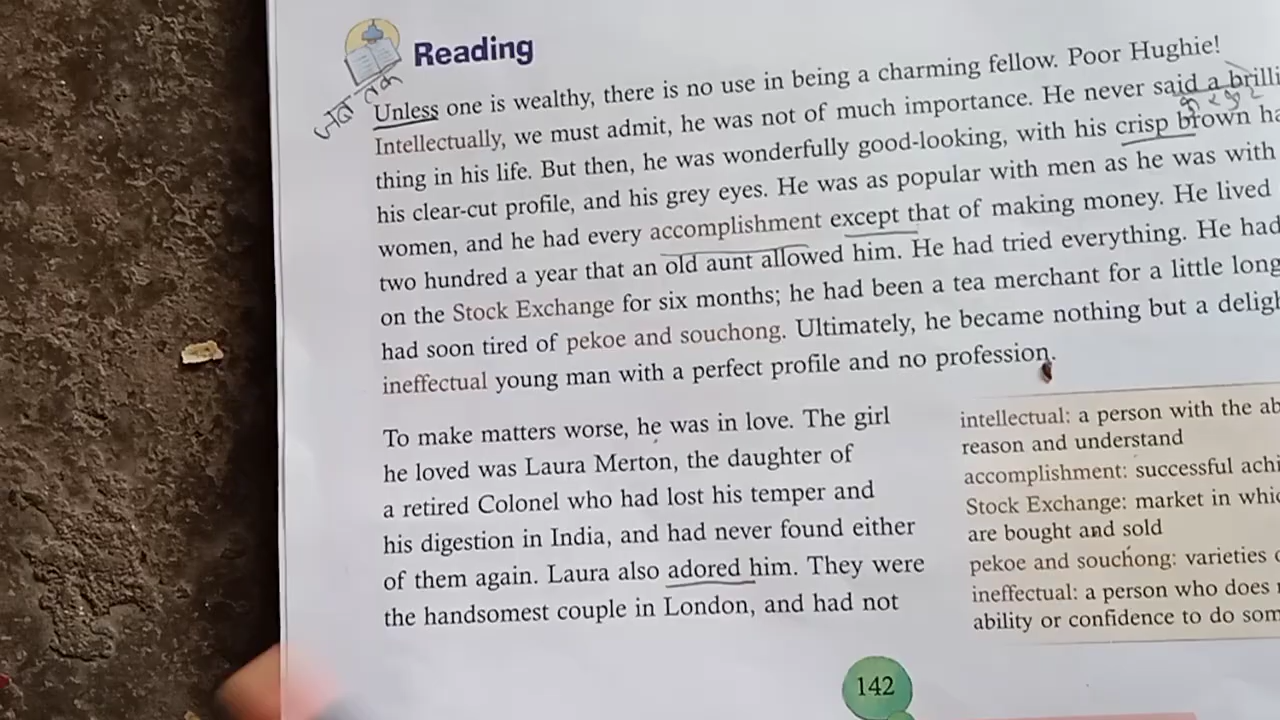 Reading
Unless one is wealthy, there is no use in being a charming fellow. Poor Hughie!
Intellectually, we must admit, he was not of much importance. He never said a brilli
thing in his life. But then, he was wonderfully good-looking, with his crisp brown ha
his clear-cut profile, and his grey eyes. He was as popular with men as he was with
women, and he had every accomplishment except that of making money. He lived
two hundred a year that an old aunt allowed him. He had tried everything. He had
on the Stock Exchange for six months; he had been a tea merchant for a little long
had soon tired of pekoe and souchong. Ultimately, he became nothing but a deligh
ineffectual young man with a perfect profile and no profession.
To make matters worse, he was in love. The girl
he loved was Laura Merton, the daughter of
a retired Colonel who had lost his temper and
his digestion in India, and had never found either
of them again. Laura also adored him. They were
the handsomest couple in London, and had not
intellectual: a person with the ab
reason and understand
accomplishment: successful achi
Stock Exchange: market in whic
are bought and sold
pekoe and souchong: varieties
ineffectual: a person who does
ability or confidence to do som
142